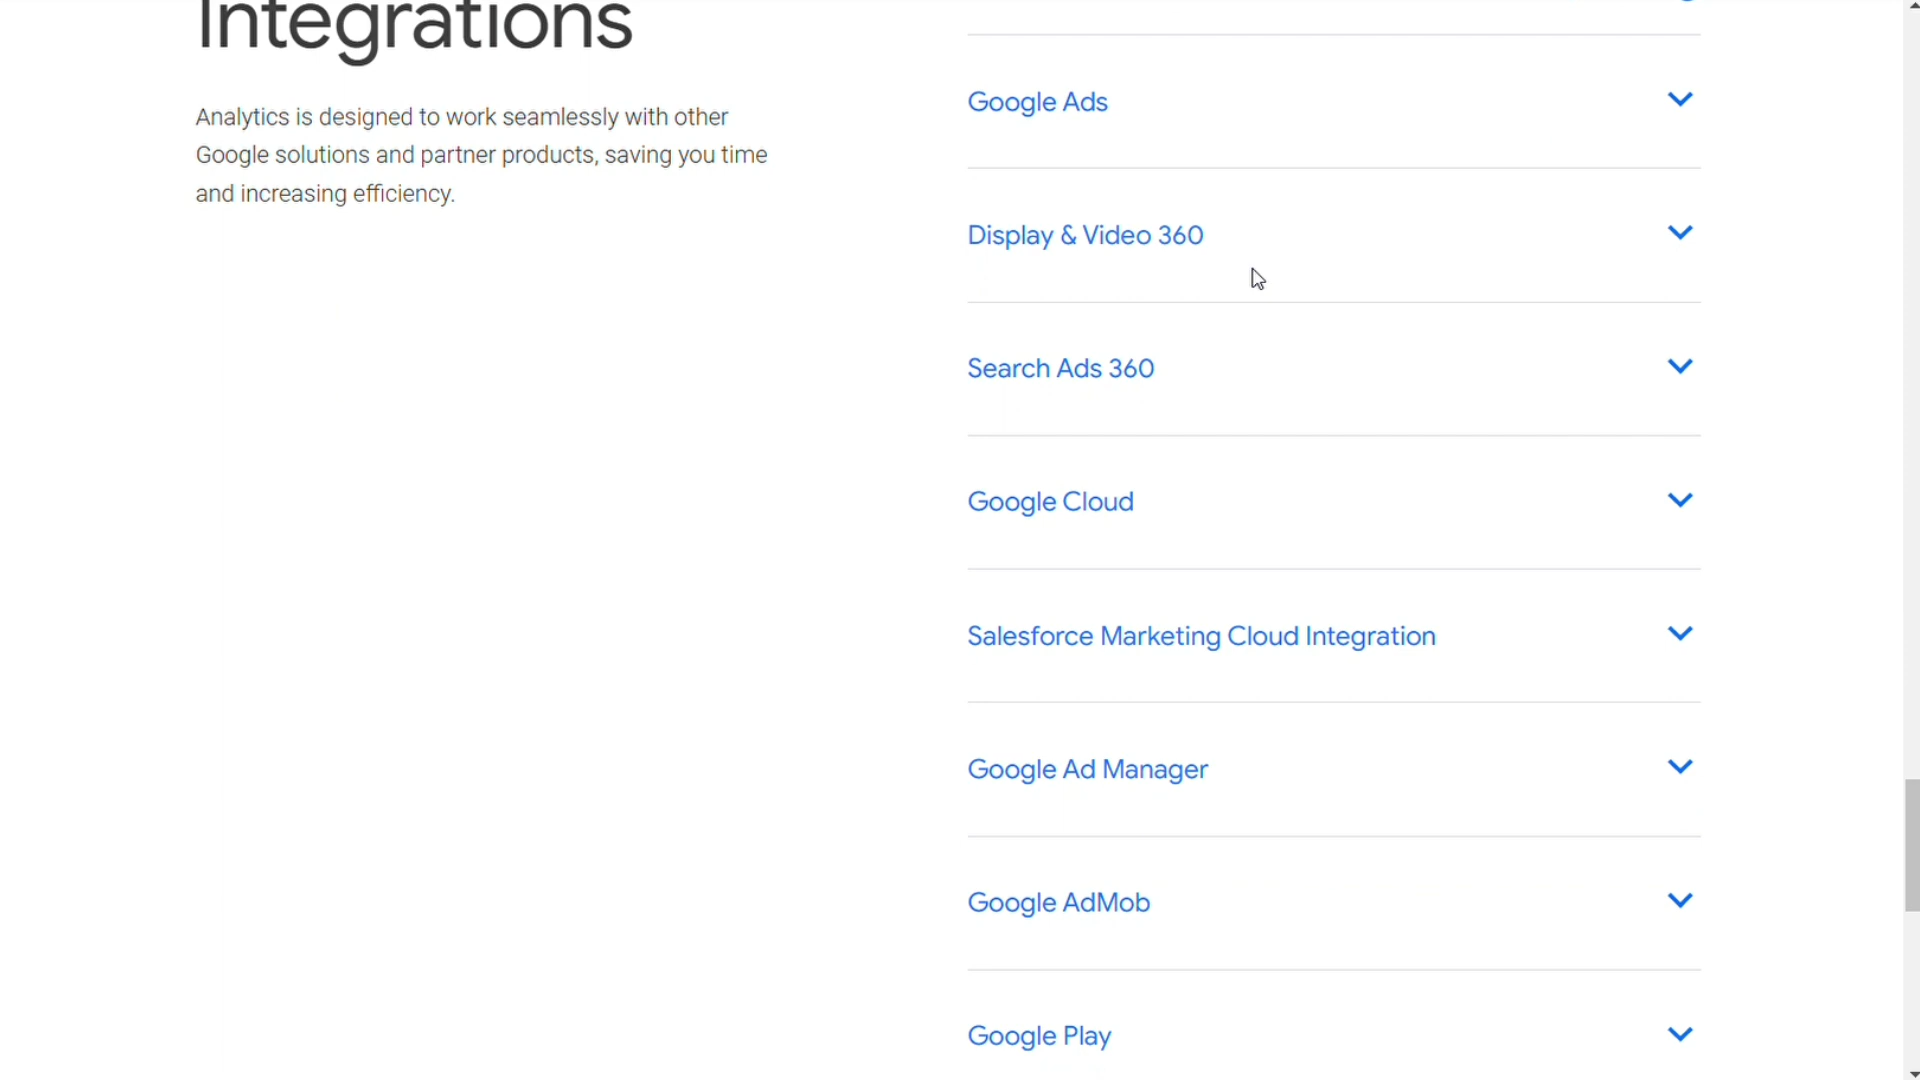 Integrations
Analytics is designed to work seamlessly with other
Google solutions and partner products, saving you time
and increasing efficiency.
Google Ads
Display & Video 360
Search Ads 360
Google Cloud
Salesforce Marketing Cloud Integration
Google Ad Manager
Google AdMob
Google Play